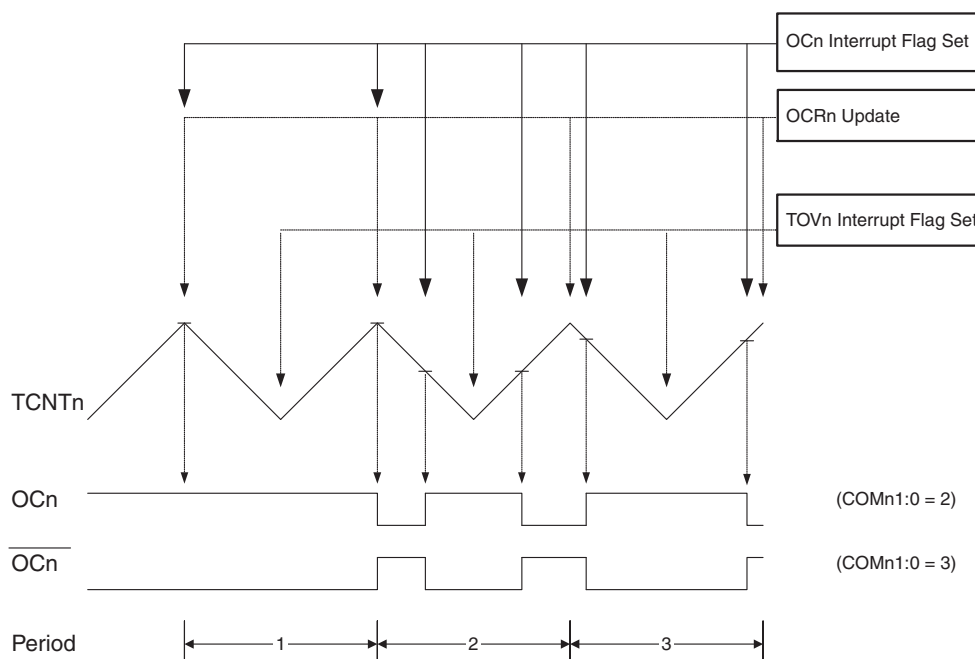 OCn Interrupt Flag Set
OCRn Update
TOVn Interrupt Flag Set
TCNTn
OCn (COMn1:0 = 2)
OCn (COMn1:0 = 3)
Period 1 2 3